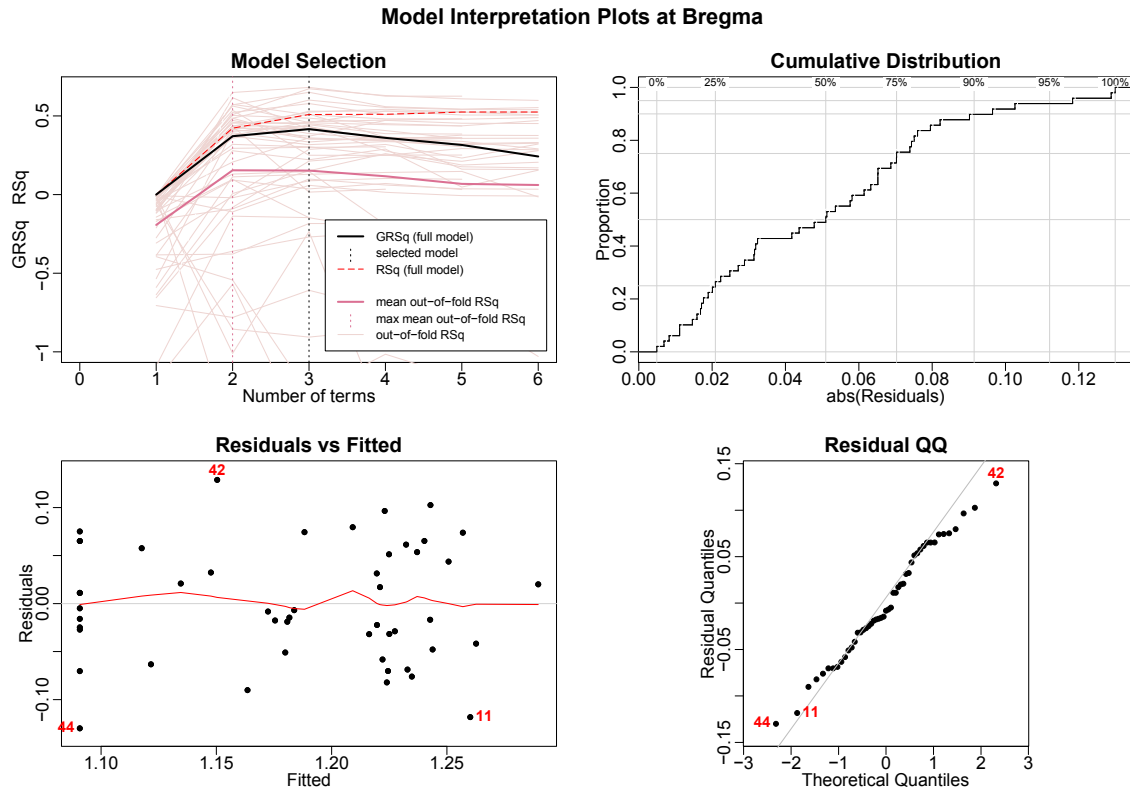 Model Interpretation Plots at Bregma
Model Selection
GRSq   RSq
0.5
0
−0.5
−1
0 1 2 3 4 5 6
Number of terms
GRSq (full model)
selected model
RSq (full model)
mean out−of−fold RSq
max mean out−of−fold RSq
out−of−fold RSq
Cumulative Distribution
0% 25% 50% 75% 90% 95% 100%
Proportion
1.0
0.8
0.6
0.4
0.2
0.0
0.00 0.02 0.04 0.06 0.08 0.10 0.12
abs(Residuals)
Residuals vs Fitted
Residuals
0.10
0.00
−0.10
42
44
11
1.10 1.15 1.20 1.25
Fitted
Residual QQ
Residual Quantiles
0.15
0.05
−0.05
−0.15
42
44
11
−3 −2 −1 0 1 2 3
Theoretical Quantiles